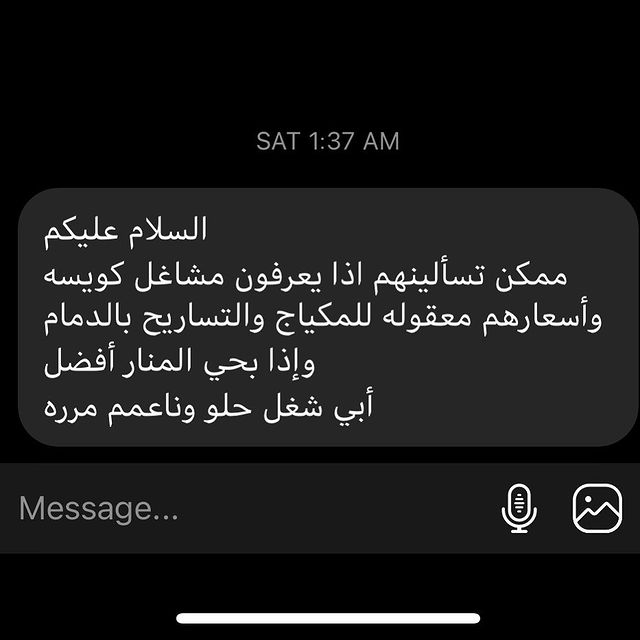 SAT 1:37 AM
السلام عليكم
ممكن تسألينهم اذا يعرفون مشاغل كويسه
وأسعارهم معقوله للمكياج والتساريح بالدمام
وإذا بحي المنار أفضل
أبي شغل حلو وناعمم مرره
Message...